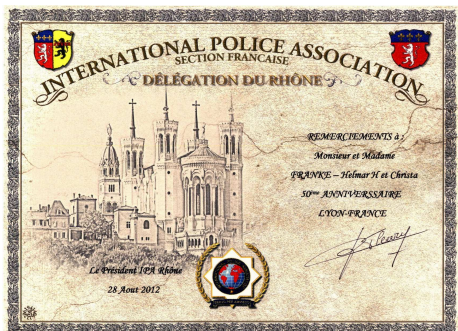 INTERNATIONAL POLICE ASSOCIATION
SECTION FRANCAISE
DÉLÉGATION DU RHÔNE
REMERCIEMENTS à :
Monsieur et Madame
FRANKE – Helmar H et Christa
50ème ANNIVERSSAIRE
LYON-FRANCE
Le Président IPA Rhône
28 Aout 2012